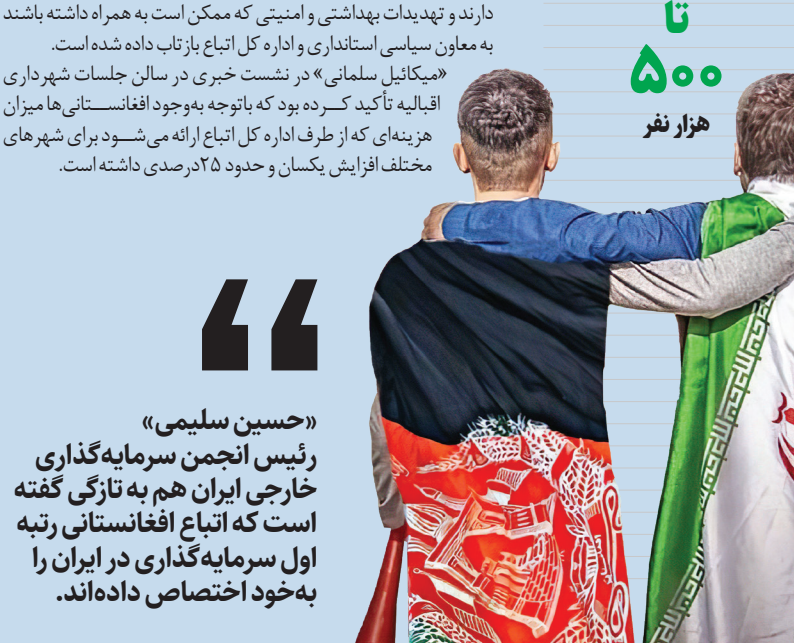 دارند و تهدیدات بهداشتی و امنیتی که ممکن است به همراه داشته باشند
به معاون سیاسی استانداری و اداره کل اتباع بازتاب داده شده است.
«میکائیل سلمانی» در نشست خبری در سالن جلسات شهرداری
اقبالیه تأکید کرده بود که باتوجه به‌وجود افغانستانی‌ها میزان
هزینه‌ای که از طرف اداره کل اتباع ارائه می‌شود برای شهرهای
مختلف افزایش یکسان و حدود ۲۵درصدی داشته است.
تا
۵۰۰
هزار نفر
«حسین سلیمی»
رئیس انجمن سرمایه‌گذاری
خارجی ایران هم به تازگی گفته
است که اتباع افغانستانی رتبه
اول سرمایه‌گذاری در ایران را
به‌خود اختصاص داده‌اند.